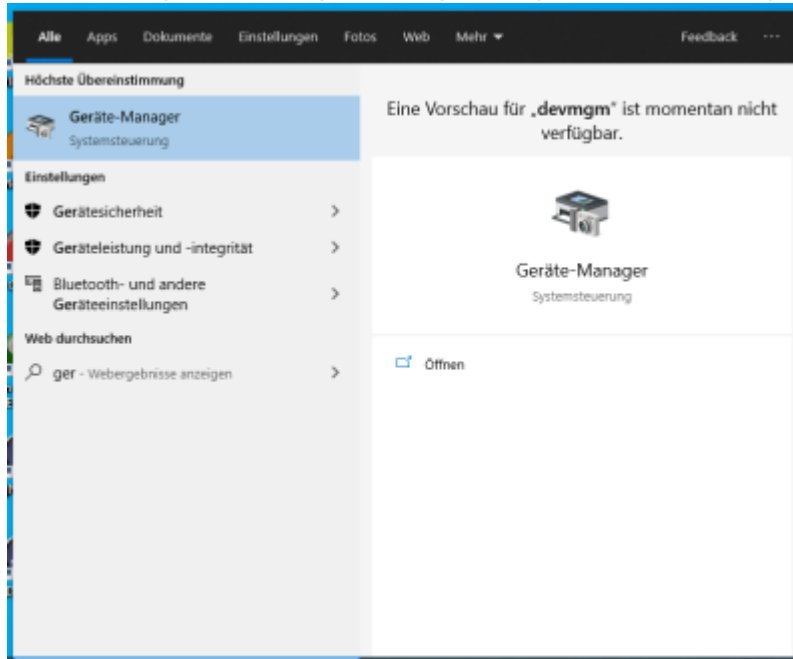 Alle Apps Dokumente Einstellungen Fotos Web Mehr Feedback ...
Höchste Übereinstimmung
Geräte-Manager
Systemsteuerung
Einstellungen
Gerätesicherheit
Geräteleistung und -integrität
Bluetooth- und andere
Geräteeinstellungen
Web durchsuchen
ger - Webergebnisse anzeigen
Eine Vorschau für „devmgm“ ist momentan nicht
verfügbar.
Geräte-Manager
Systemsteuerung
Öffnen